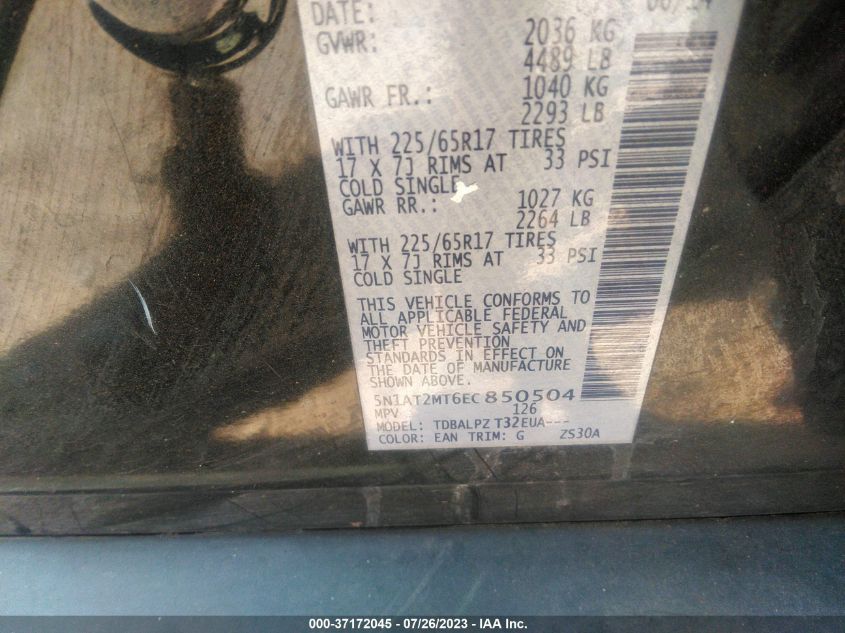 DATE:
GVWR: 2036 KG
4489 LB
GAWR FR.: 1040 KG
2293 LB
WITH 225/65R17 TIRES
17 X 7J RIMS AT 33 PSI
COLD SINGLE
GAWR RR.: 1027 KG
2264 LB
WITH 225/65R17 TIRES
17 X 7J RIMS AT 33 PSI
COLD SINGLE
THIS VEHICLE CONFORMS TO
ALL APPLICABLE FEDERAL
MOTOR VEHICLE SAFETY AND
THEFT PREVENTION
STANDARDS IN EFFECT ON
THE DATE OF MANUFACTURE
SHOWN ABOVE.
5N1AT2MT6EC850504
MPV 126
MODEL: TDBALPZ T32EUA---
COLOR: EAN TRIM: G ZS30A
000-37172045 - 07/26/2023 - IAA Inc.